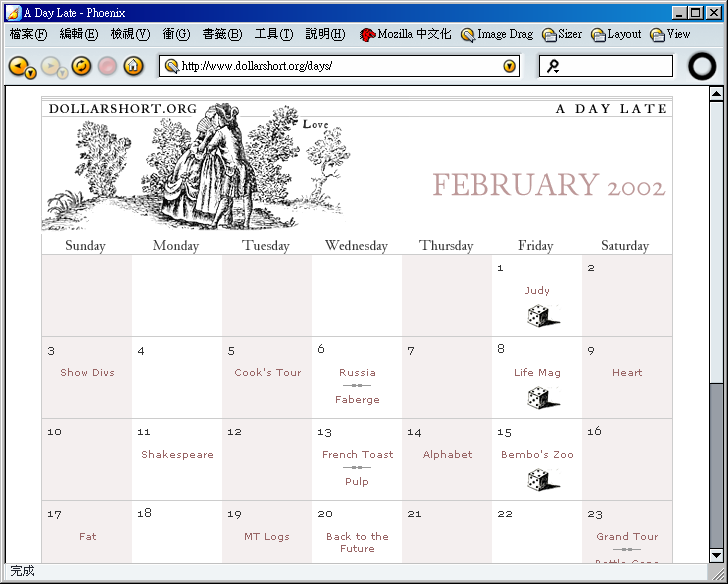 A Day Late - Phoenix
檔案(F) 編輯(E) 檢視(V) 衝(G) 書籤(B) 工具(T) 說明(H) Mozilla 中文化 Image Drag Sizer Layout View
http://www.dollarshort.org/days/
DOLLARSHORT.ORG A DAY LATE
Love
FEBRUARY 2002
Sunday Monday Tuesday Wednesday Thursday Friday Saturday
1 2
Judy
3 4 5 6 7 8 9
Show Divs Cook's Tour Russia Life Mag Heart
Faberge
10 11 12 13 14 15 16
Shakespeare French Toast Alphabet Bembo's Zoo
Pulp
17 18 19 20 21 22 23
Fat MT Logs Back to the Grand Tour
Future
完成